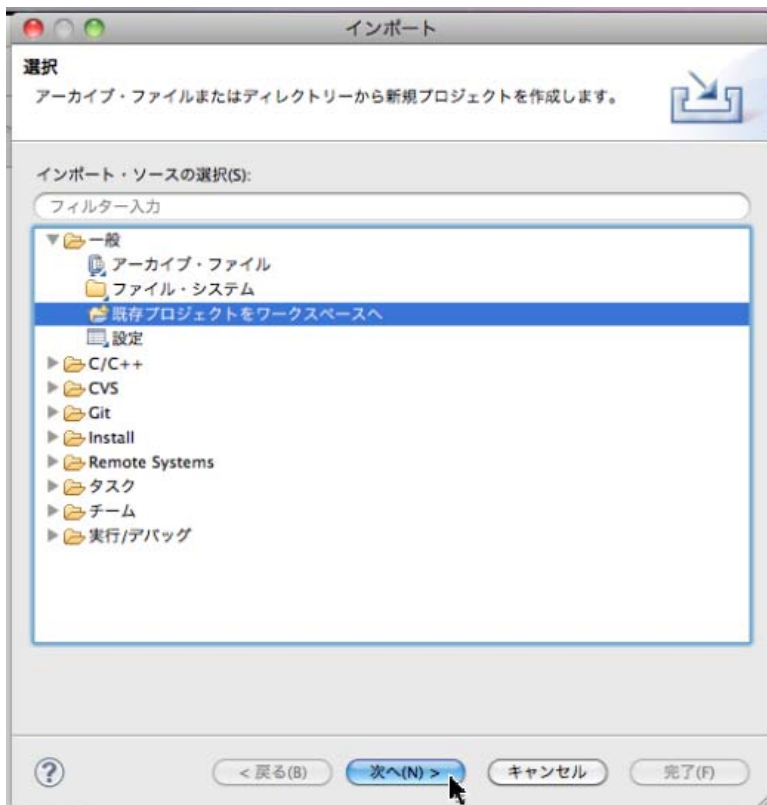 インポート
選択
アーカイブ・ファイルまたはディレクトリーから新規プロジェクトを作成します。
インポート・ソースの選択(S):
フィルター入力
一般
アーカイブ・ファイル
ファイル・システム
既存プロジェクトをワークスペースへ
設定
C/C++
CVS
Git
Install
Remote Systems
タスク
チーム
実行/デバッグ
?
< 戻る(B)
次へ(N) >
キャンセル
完了(F)